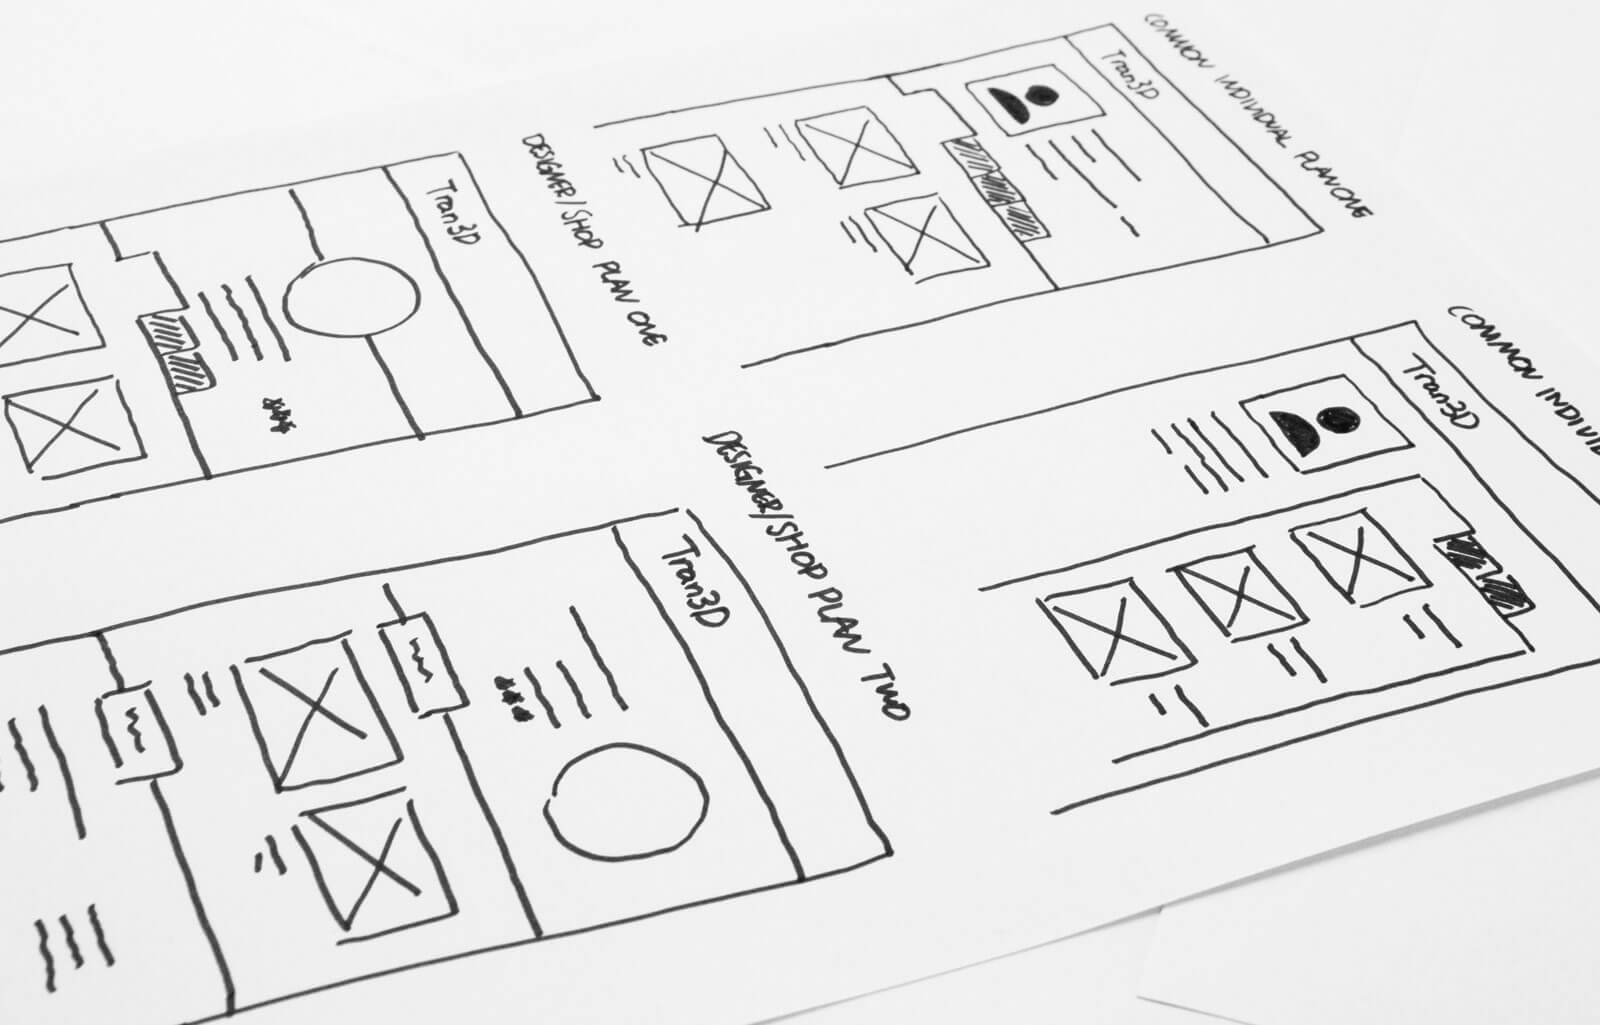 COMMON INDIVIDUAL PLAN ONE
Tran3D
DESIGNER/SHOP PLAN ONE
Tran3D
COMMON INDIVID
Tran3D
DESIGNER/SHOP PLAN TWO
Tran3D